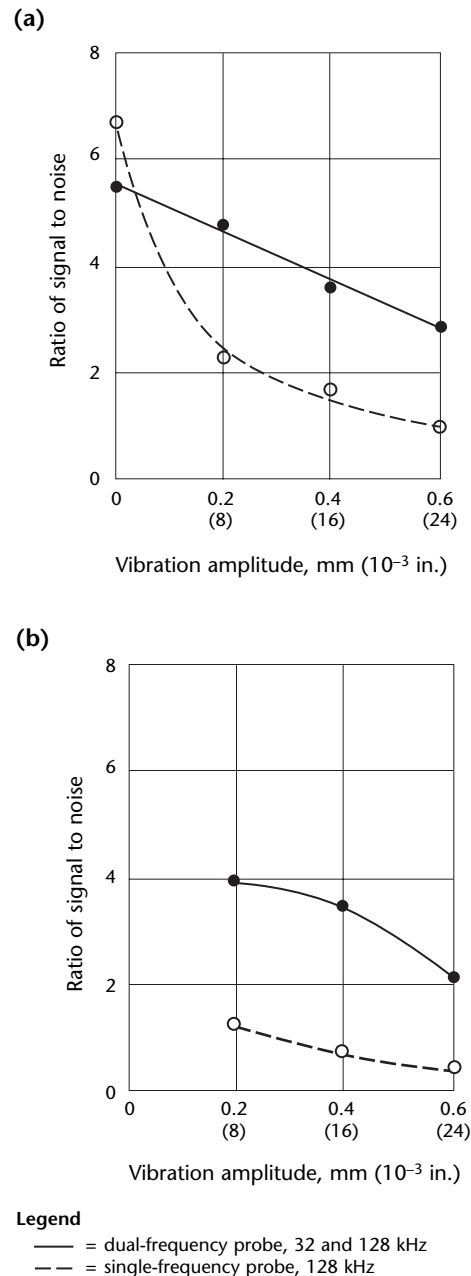 (a)
8
6
4
2
0
Ratio of signal to noise
0 0.2 0.4 0.6
(8) (16) (24)
Vibration amplitude, mm (10⁻³ in.)
(b)
8
6
4
2
0
Ratio of signal to noise
0 0.2 0.4 0.6
(8) (16) (24)
Vibration amplitude, mm (10⁻³ in.)
Legend
= dual-frequency probe, 32 and 128 kHz
= single-frequency probe, 128 kHz